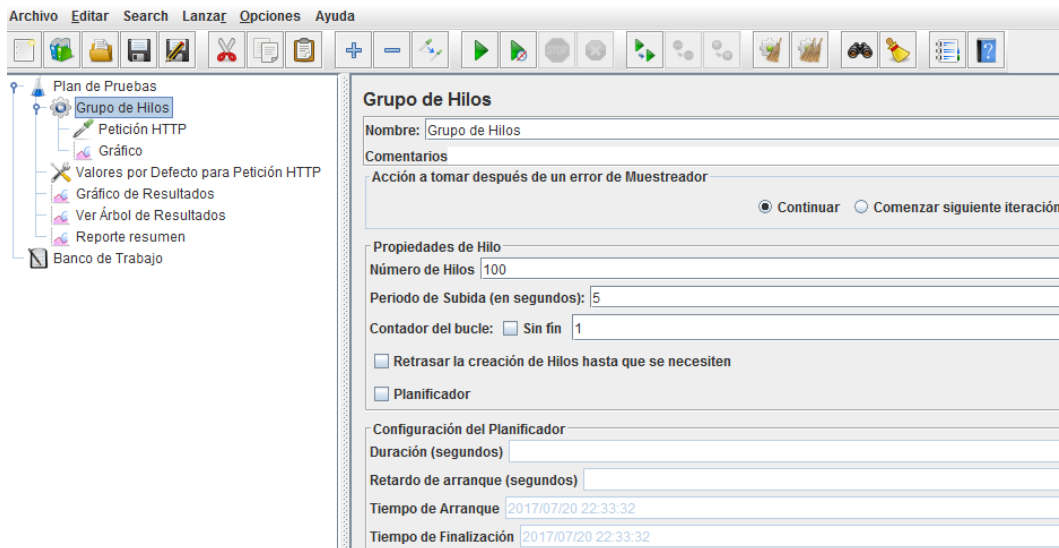 Archivo Editar Search Lanzar Opciones Ayuda
STOP
Plan de Pruebas
Grupo de Hilos
Petición HTTP
Gráfico
Valores por Defecto para Petición HTTP
Gráfico de Resultados
Ver Árbol de Resultados
Reporte resumen
Banco de Trabajo
Grupo de Hilos
Nombre: Grupo de Hilos
Comentarios
Acción a tomar después de un error de Muestreador
Continuar Comenzar siguiente iteración
Propiedades de Hilo
Número de Hilos 100
Periodo de Subida (en segundos): 5
Contador del bucle: Sin fin 1
Retrasar la creación de Hilos hasta que se necesiten
Planificador
Configuración del Planificador
Duración (segundos)
Retardo de arranque (segundos)
Tiempo de Arranque 2017/07/20 22:33:32
Tiempo de Finalización 2017/07/20 22:33:32